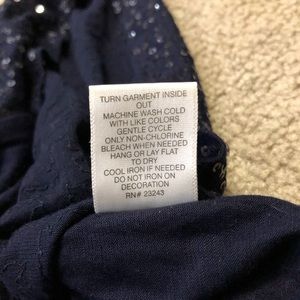 TURN GARMENT INSIDE
OUT
MACHINE WASH COLD
WITH LIKE COLORS
GENTLE CYCLE
ONLY NON-CHLORINE
BLEACH WHEN NEEDED
HANG OR LAY FLAT
TO DRY
COOL IRON IF NEEDED
DO NOT IRON ON
DECORATION
RN# 23243